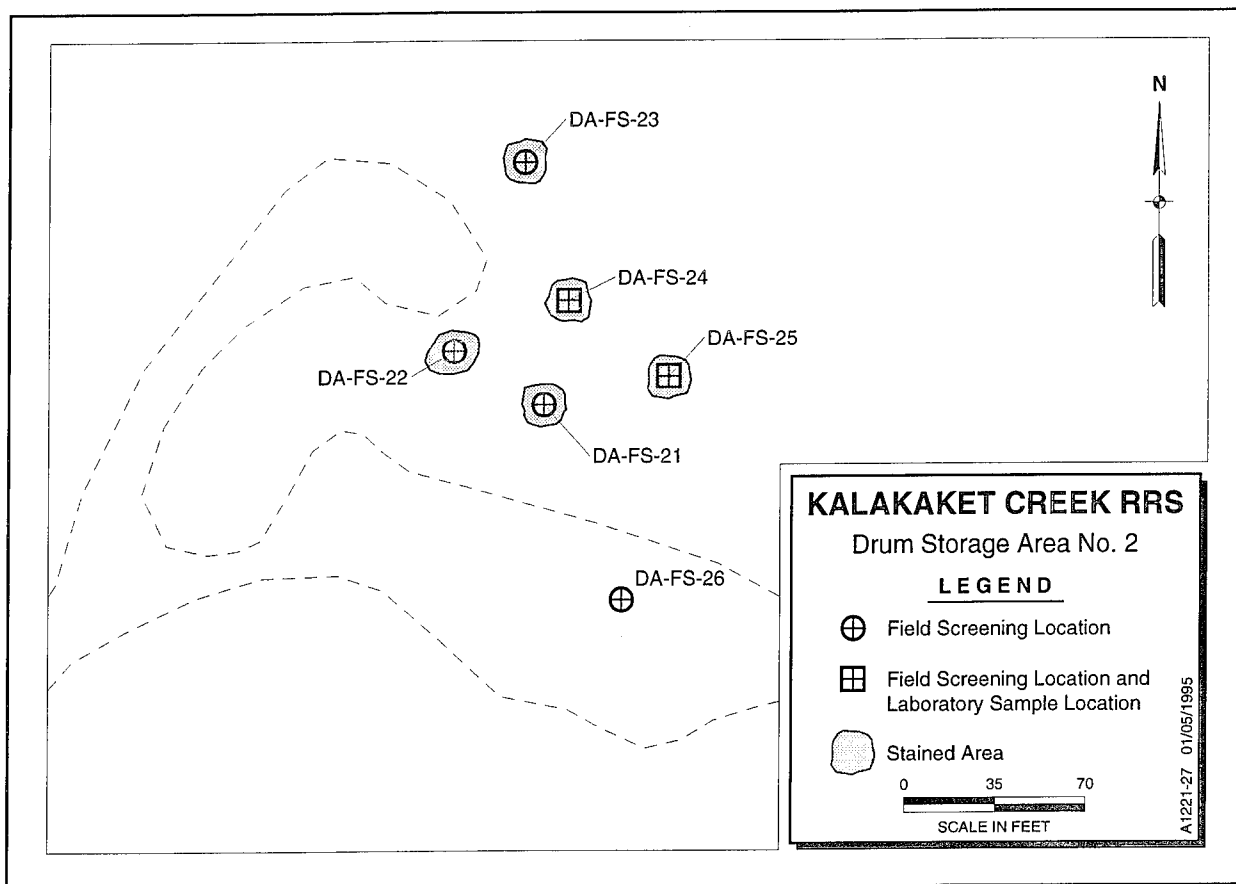 N
DA-FS-23
DA-FS-24
DA-FS-25
DA-FS-22
DA-FS-21
DA-FS-26
KALAKAKET CREEK RRS
Drum Storage Area No. 2
LEGEND
Field Screening Location
Field Screening Location and
Laboratory Sample Location
Stained Area
0 35 70
SCALE IN FEET
A1221-27 01/05/1995